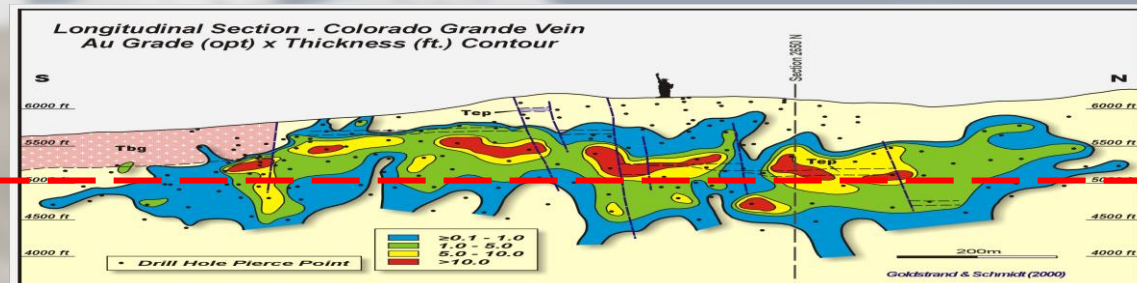 Longitudinal Section - Colorado Grande Vein
Au Grade (opt) x Thickness (ft.) Contour
S
Section 2650 N
N
6000 ft
Tep
6000 ft
Tbg
5500 ft
Tep
5500 ft
5000 ft
4500 ft
4500 ft
4000 ft
≥0.1 - 1.0
1.0 - 5.0
5.0 - 10.0
>10.0
Drill Hole Pierce Point
200m
4000 ft
Goldstrand & Schmidt (2000)